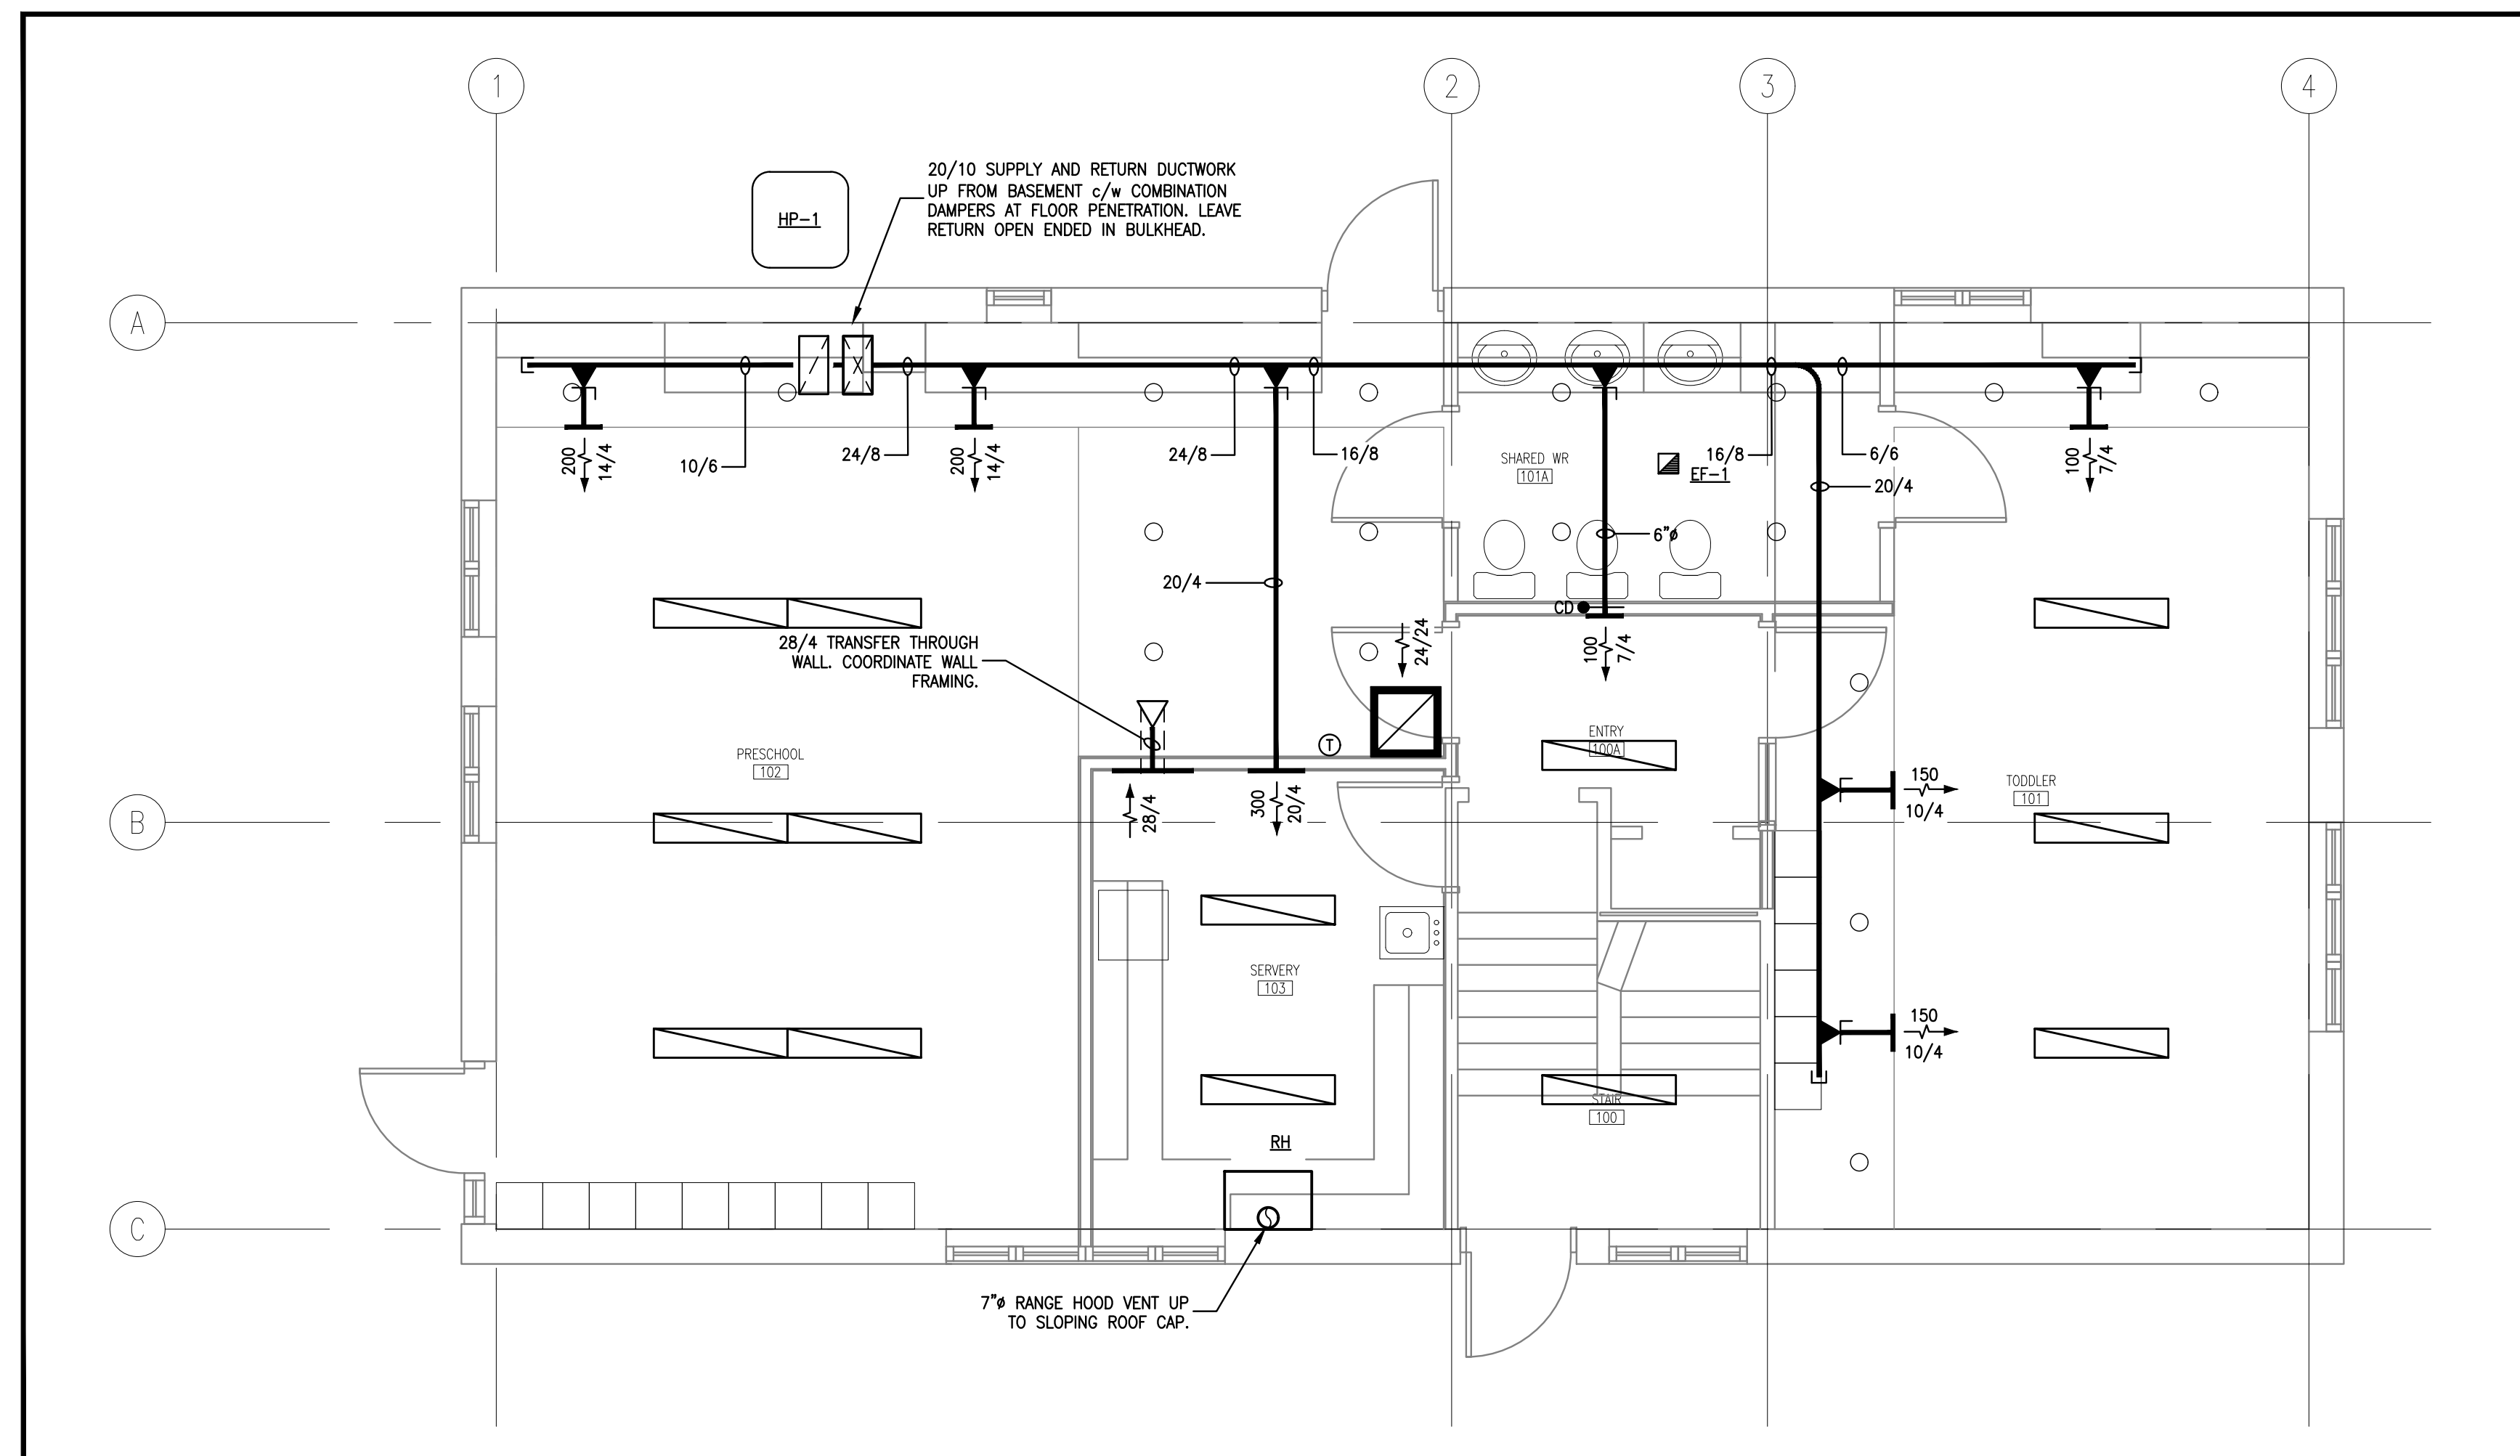 1
2
3
4
20/10 SUPPLY AND RETURN DUCTWORK
UP FROM BASEMENT c/w COMBINATION
DAMPERS AT FLOOR PENETRATION. LEAVE
RETURN OPEN ENDED IN BULKHEAD.
HP-1
A
200
14/4
10/6
24/8
200
14/4
24/8
16/8
SHARED WR
101A
EF-1
16/8
6/6
20/4
100
7/4
6"ø
20/4
CD
28/4 TRANSFER THROUGH
WALL. COORDINATE WALL
FRAMING.
24/24
100
7/4
T
PRESCHOOL
102
ENTRY
100A
28/4
300
20/4
150
10/4
TODDLER
101
B
SERVERY
103
150
10/4
STAIR
100
RH
C
7"ø RANGE HOOD VENT UP
TO SLOPING ROOF CAP.